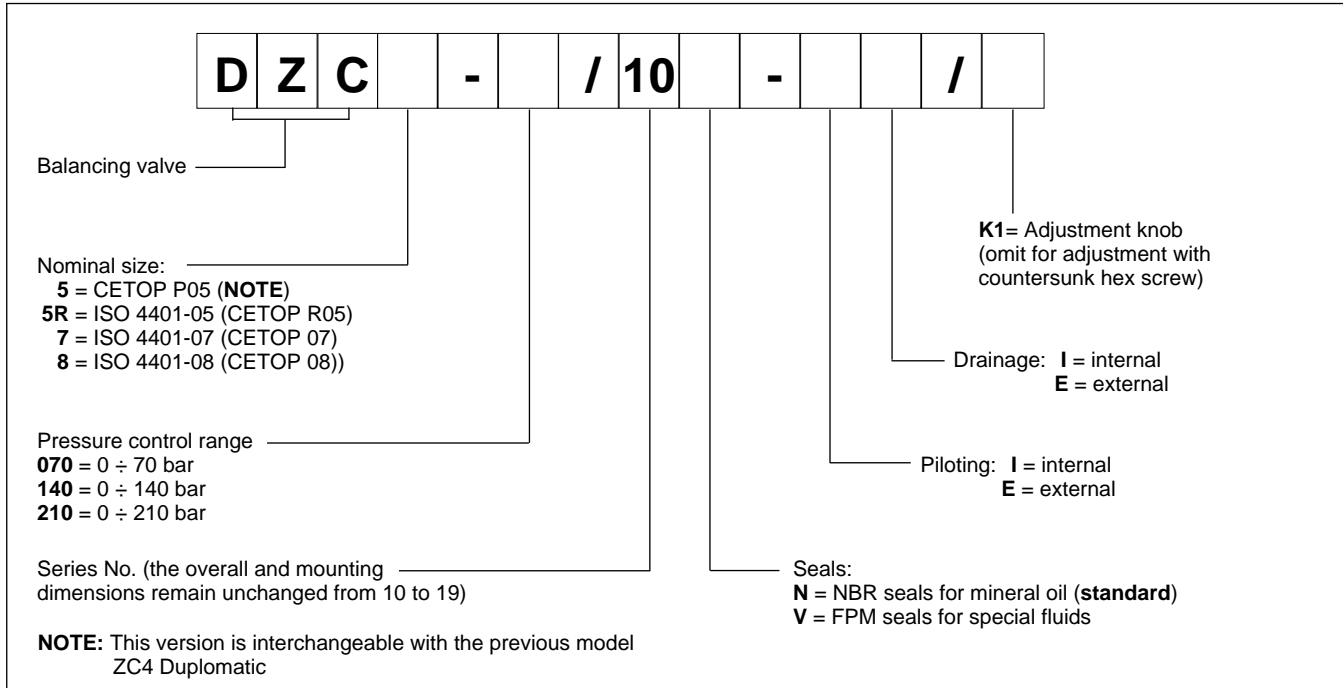 D Z C - / 10 - /
Balancing valve
Nominal size:
5 = CETOP P05 (NOTE)
5R = ISO 4401-05 (CETOP R05)
7 = ISO 4401-07 (CETOP 07)
8 = ISO 4401-08 (CETOP 08))
Pressure control range
070 = 0 ÷ 70 bar
140 = 0 ÷ 140 bar
210 = 0 ÷ 210 bar
Series No. (the overall and mounting
dimensions remain unchanged from 10 to 19)
NOTE: This version is interchangeable with the previous model
ZC4 Duplomatic
K1= Adjustment knob
(omit for adjustment with
countersunk hex screw)
Drainage: I = internal
E = external
Piloting: I = internal
E = external
Seals:
N = NBR seals for mineral oil (standard)
V = FPM seals for special fluids